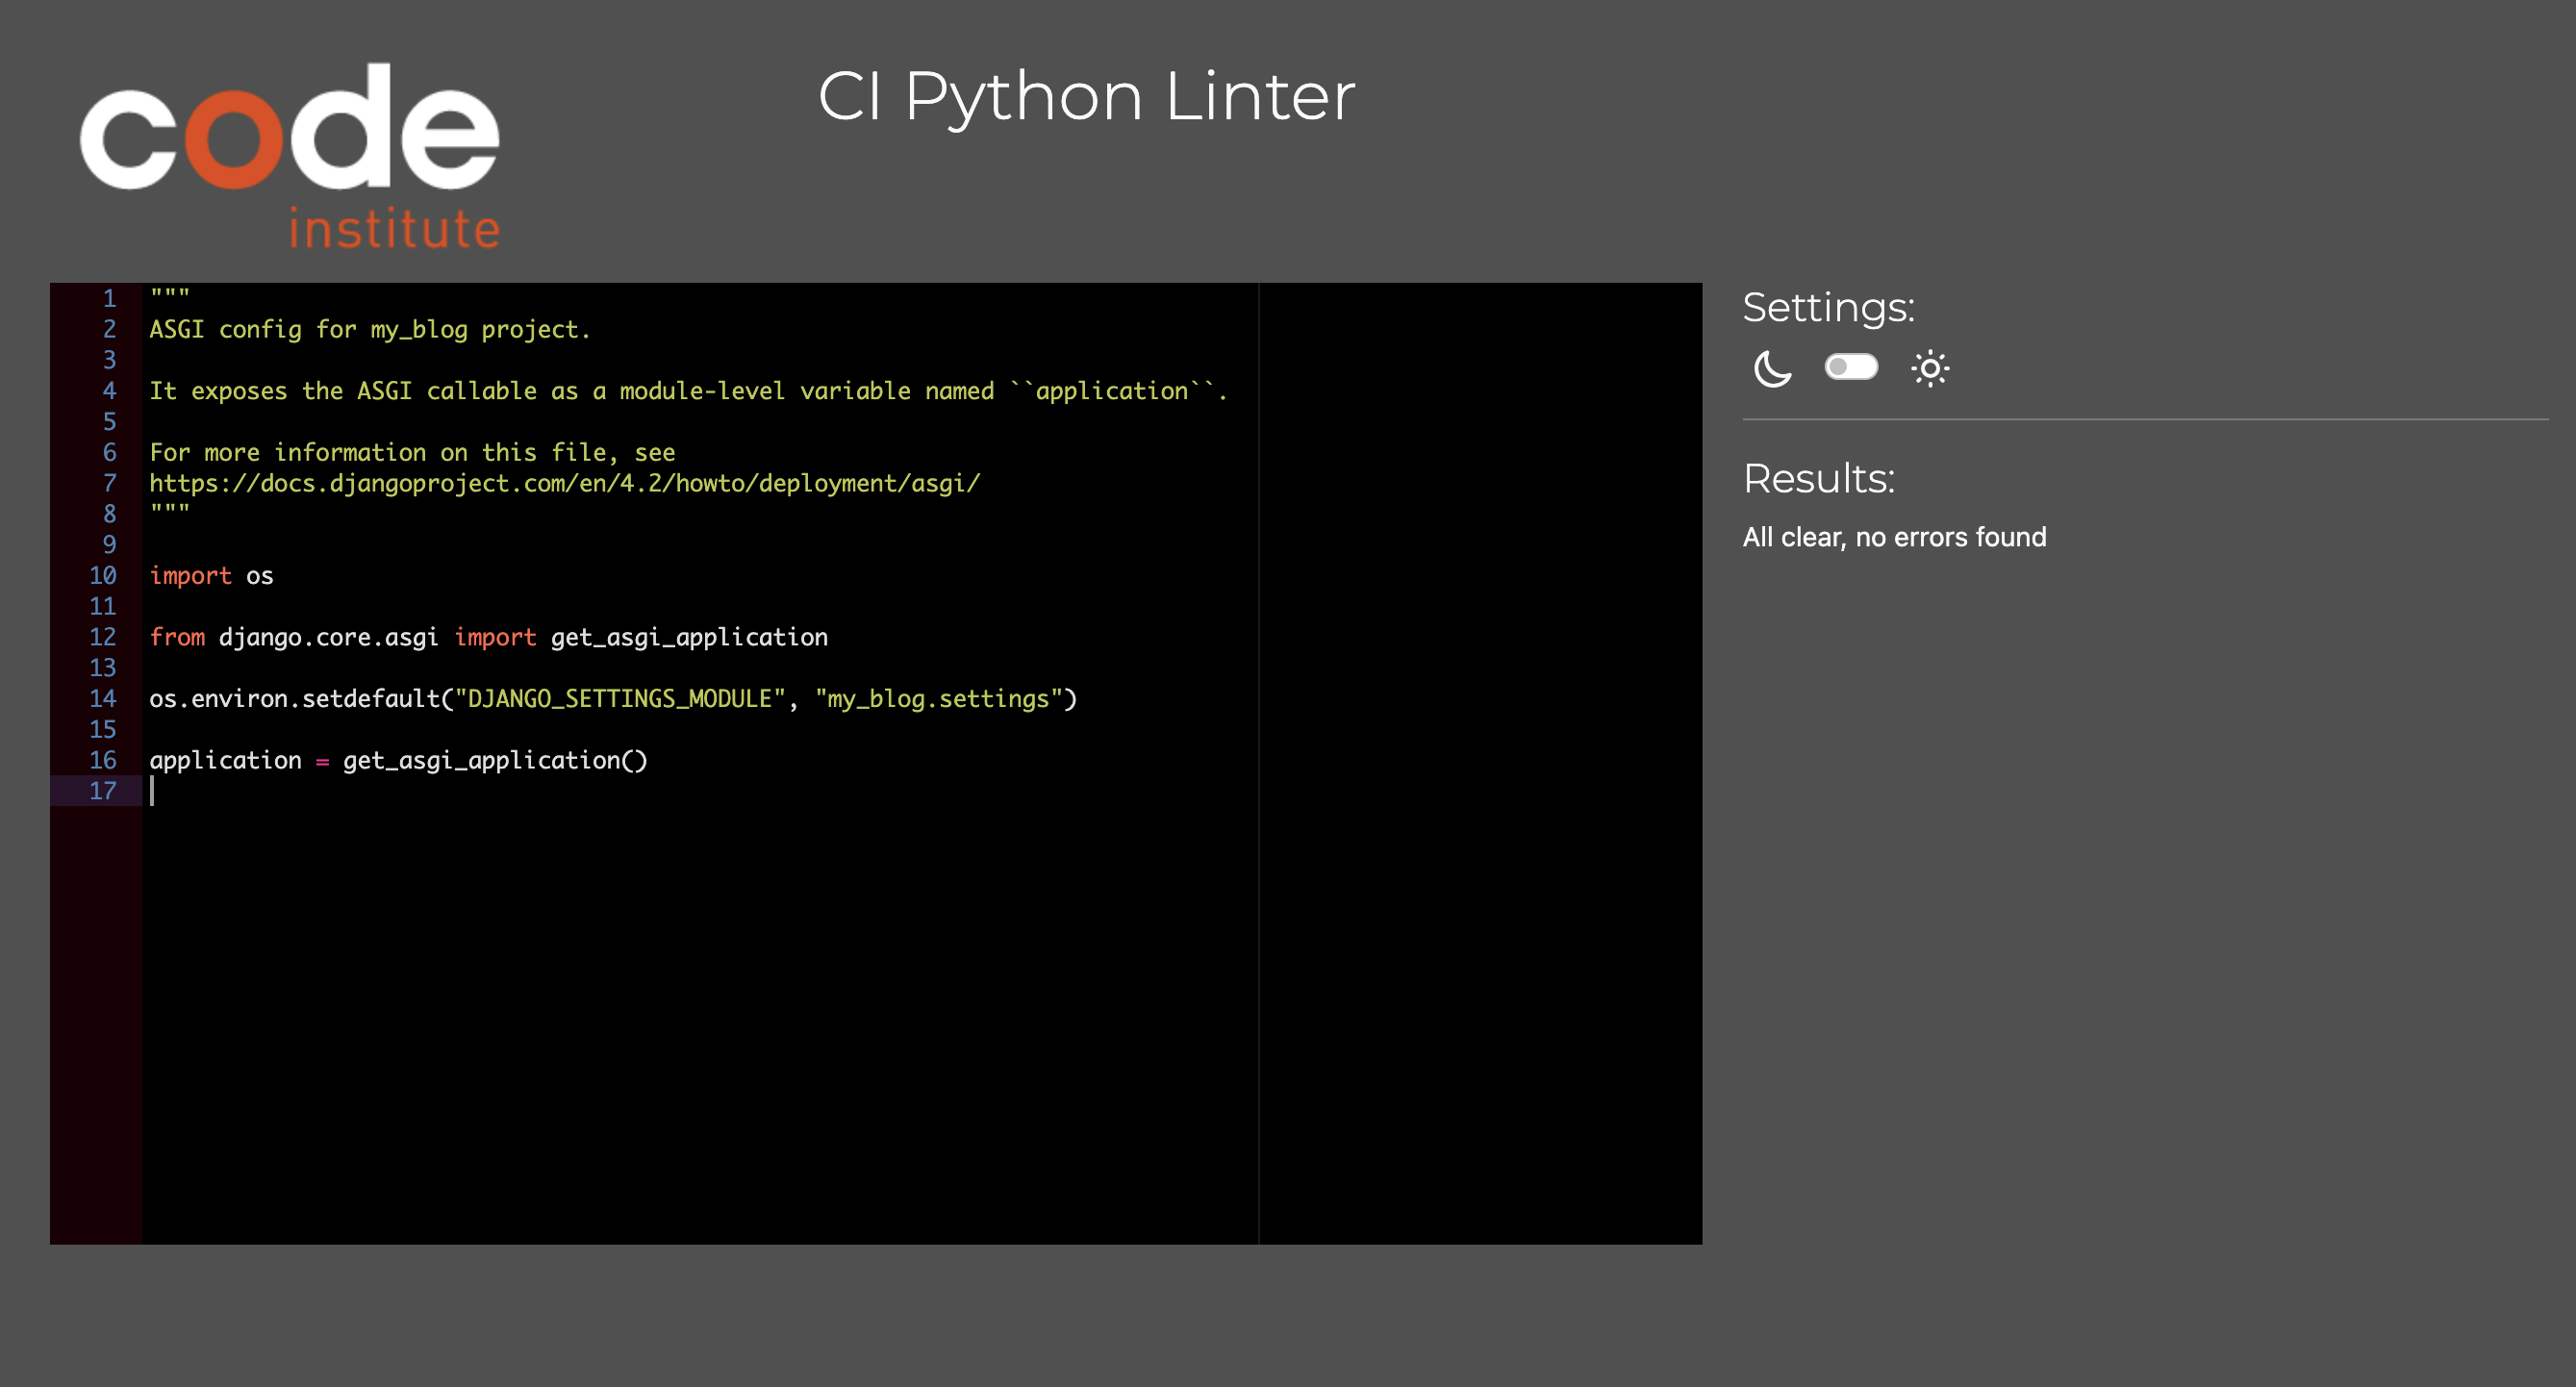 code
institute
CI Python Linter
1 """
2 ASGI config for my_blog project.
3
4 It exposes the ASGI callable as a module-level variable named ``application``.
5
6 For more information on this file, see
7 https://docs.djangoproject.com/en/4.2/howto/deployment/asgi/
8 """
9
10 import os
11
12 from django.core.asgi import get_asgi_application
13
14 os.environ.setdefault("DJANGO_SETTINGS_MODULE", "my_blog.settings")
15
16 application = get_asgi_application()
17
Settings:
Results:
All clear, no errors found